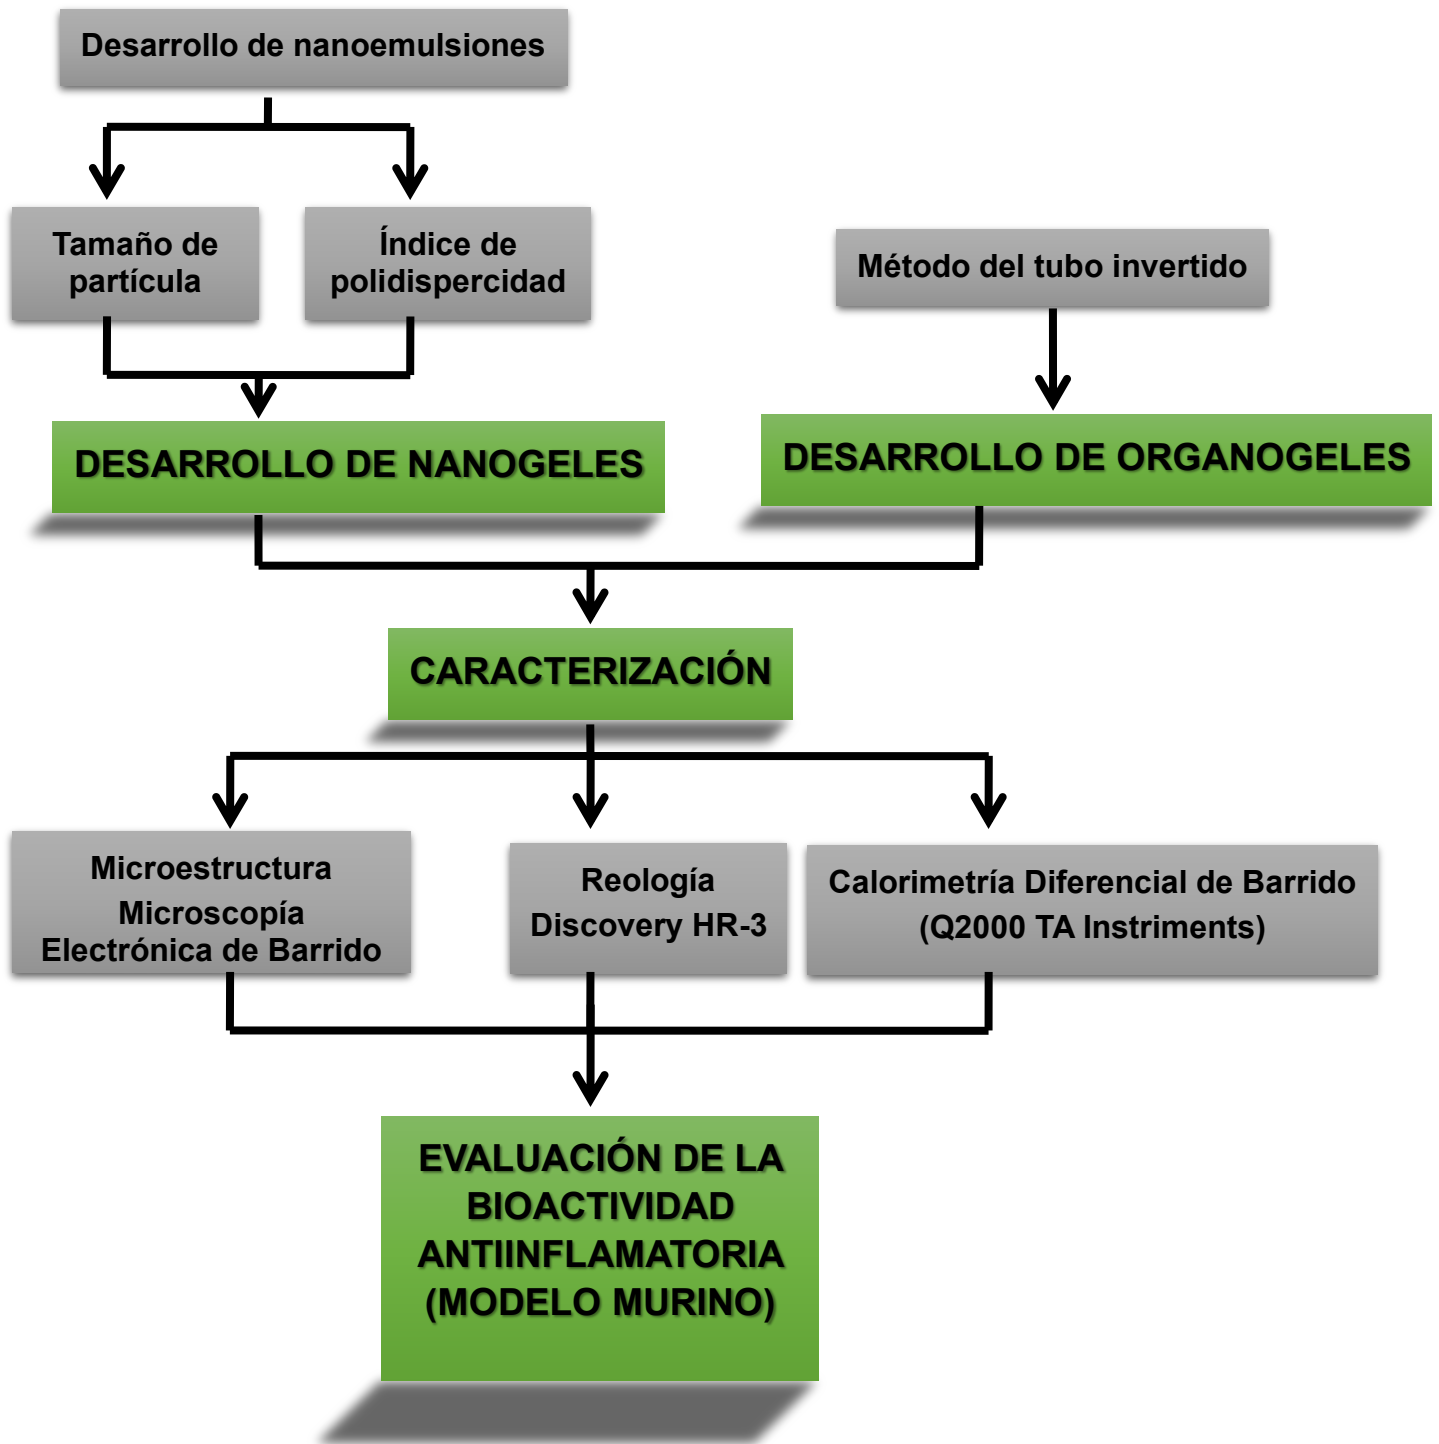 Desarrollo de nanoemulsiones
Tamaño de
partícula
Índice de
polidispercidad
Método del tubo invertido
DESARROLLO DE NANOGELES
DESARROLLO DE ORGANOGELES
CARACTERIZACIÓN
Microestructura
Microscopía
Electrónica de Barrido
Reología
Discovery HR-3
Calorimetría Diferencial de Barrido
(Q2000 TA Instriments)
EVALUACIÓN DE LA
BIOACTIVIDAD
ANTIINFLAMATORIA
(MODELO MURINO)